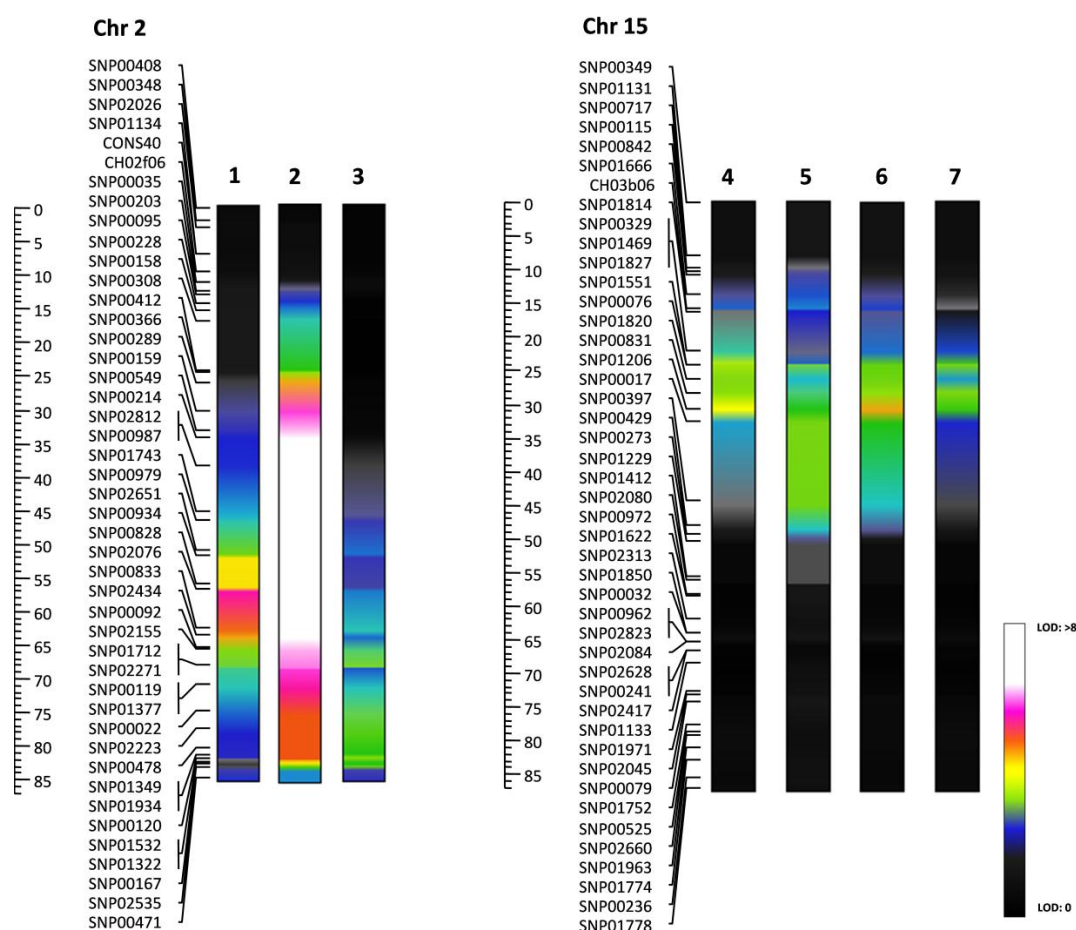 Chr 2
SNP00408
SNP00348
SNP02026
SNP01134
CONS40
CH02f06
SNP00035
SNP00203
SNP00095
SNP00228
SNP00158
SNP00308
SNP00412
SNP00366
SNP00289
SNP00159
SNP00549
SNP00214
SNP02812
SNP00987
SNP01743
SNP00979
SNP02651
SNP00934
SNP00828
SNP02076
SNP00833
SNP02434
SNP00092
SNP02155
SNP01712
SNP02271
SNP00119
SNP01377
SNP00022
SNP02223
SNP00478
SNP01349
SNP01934
SNP00120
SNP01532
SNP01322
SNP00167
SNP02535
SNP00471
0
5
10
15
20
25
30
35
40
45
50
55
60
65
70
75
80
85
1 2 3
Chr 15
SNP00349
SNP01131
SNP00717
SNP00115
SNP00842
SNP01666
CH03b06
SNP01814
SNP00329
SNP01469
SNP01827
SNP01551
SNP00076
SNP01820
SNP00831
SNP01206
SNP00017
SNP00397
SNP00429
SNP00273
SNP01229
SNP01412
SNP02080
SNP00972
SNP01622
SNP02313
SNP01850
SNP00032
SNP00962
SNP02823
SNP02084
SNP02628
SNP00241
SNP02417
SNP01133
SNP01971
SNP02045
SNP00079
SNP01752
SNP00525
SNP02660
SNP01963
SNP01774
SNP00236
SNP01778
0
5
10
15
20
25
30
35
40
45
50
55
60
65
70
75
80
85
4 5 6 7
LOD: >8
LOD: 0